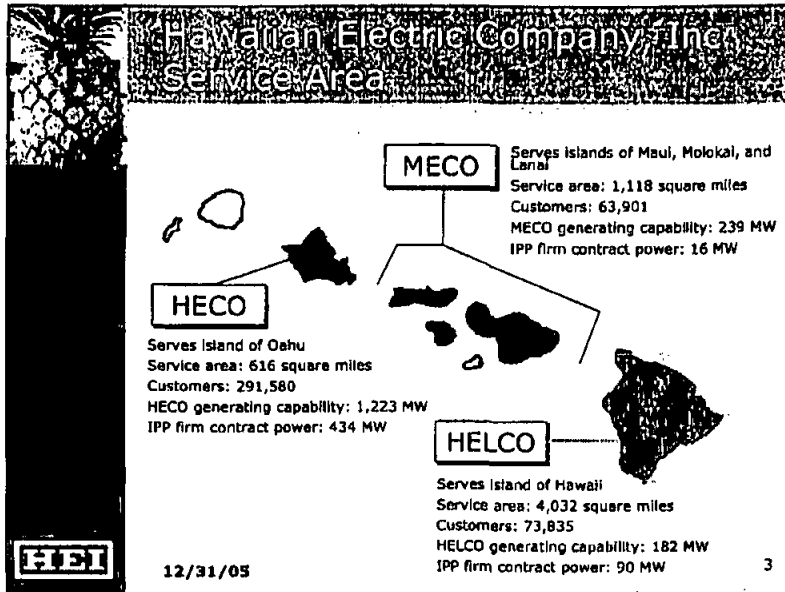 Hawaiian Electric Company, Inc.
Service Area
MECO
Serves islands of Maui, Molokai, and
Lanai
Service area: 1,118 square miles
Customers: 63,901
MECO generating capability: 239 MW
IPP firm contract power: 16 MW
HECO
Serves island of Oahu
Service area: 616 square miles
Customers: 291,580
HECO generating capability: 1,223 MW
IPP firm contract power: 434 MW
HELCO
Serves island of Hawaii
Service area: 4,032 square miles
Customers: 73,835
HELCO generating capability: 182 MW
IPP firm contract power: 90 MW
HEI
12/31/05
3